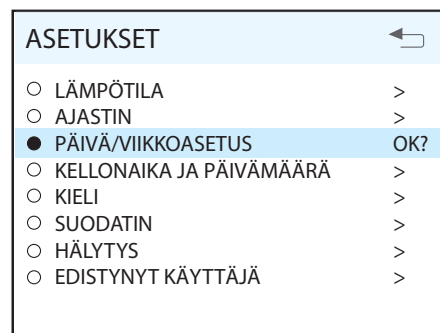 ASETUKSET
LÄMPÖTILA >
AJASTIN >
PÄIVÄ/VIIKKOASETUS OK?
KELLONAIKA JA PÄIVÄMÄÄRÄ >
KIELI >
SUODATIN >
HÄLYTYS >
EDISTYNYT KÄYTTÄJÄ >